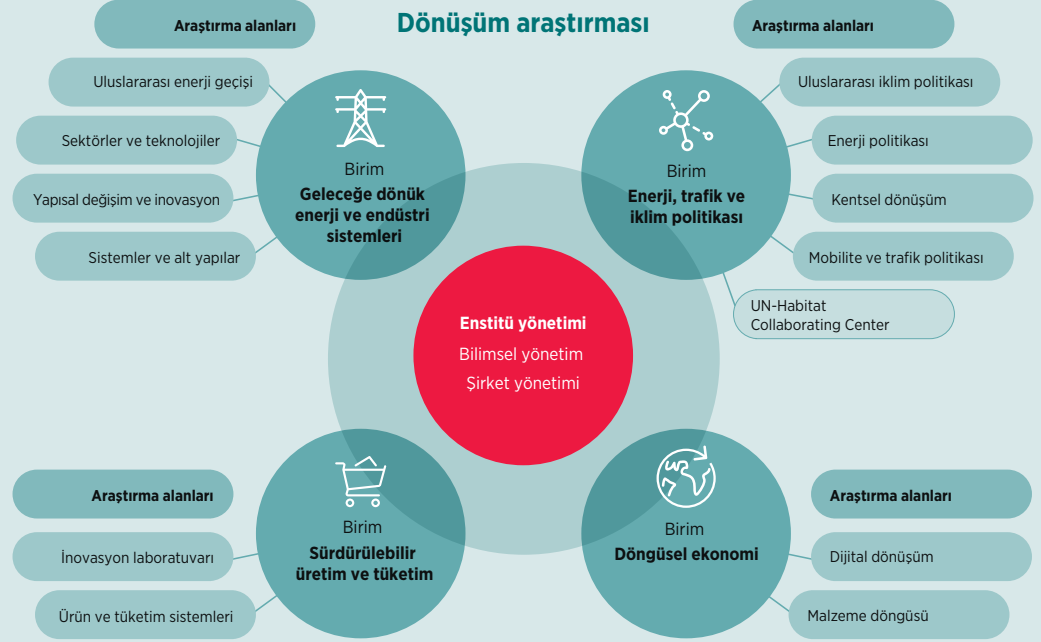 Dönüşüm araştırması
Araştırma alanları
Uluslararası enerji geçişi
Sektörler ve teknolojiler
Yapısal değişim ve inovasyon
Sistemler ve alt yapılar
Birim
Geleceğe dönük
enerji ve endüstri
sistemleri
Araştırma alanları
Uluslararası iklim politikası
Enerji politikası
Kentsel dönüşüm
Mobilite ve trafik politikası
UN-Habitat
Collaborating Center
Birim
Enerji, trafik ve
iklim politikası
Enstitü yönetimi
Bilimsel yönetim
Şirket yönetimi
Araştırma alanları
İnovasyon laboratuvarı
Ürün ve tüketim sistemleri
Birim
Sürdürülebilir
üretim ve tüketim
Birim
Döngüsel ekonomi
Araştırma alanları
Dijital dönüşüm
Malzeme döngüsü